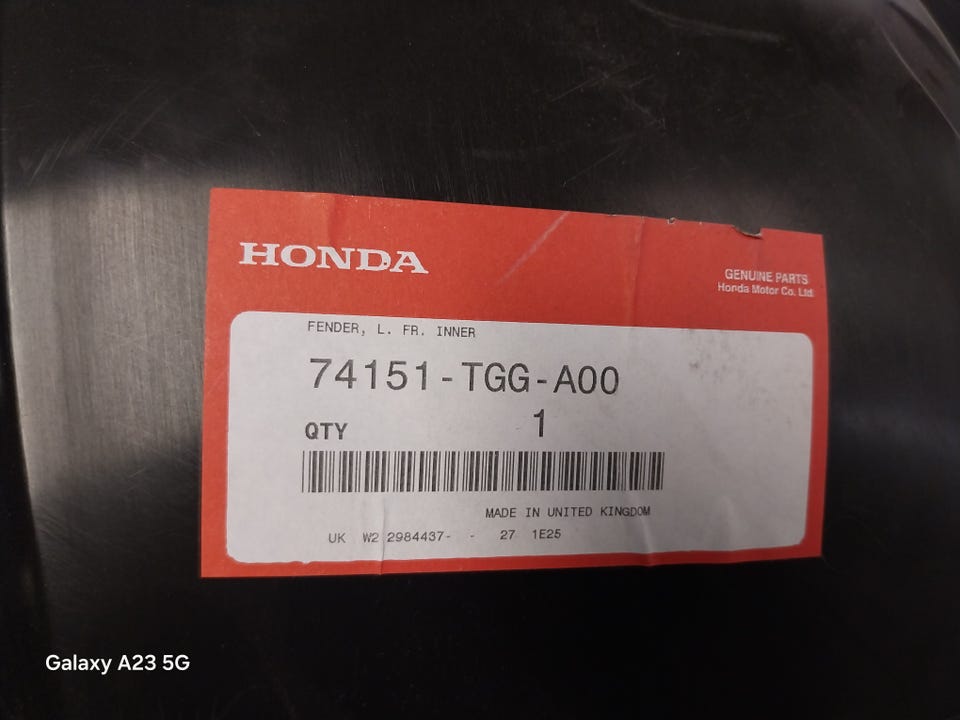 HONDA
GENUINE PARTS
Honda Motor Co. Ltd
FENDER, L. FR. INNER
74151-TGG-A00
QTY 1
MADE IN UNITED KINGDOM
UK W2 2984437- - 27 1E25
Galaxy A23 5G